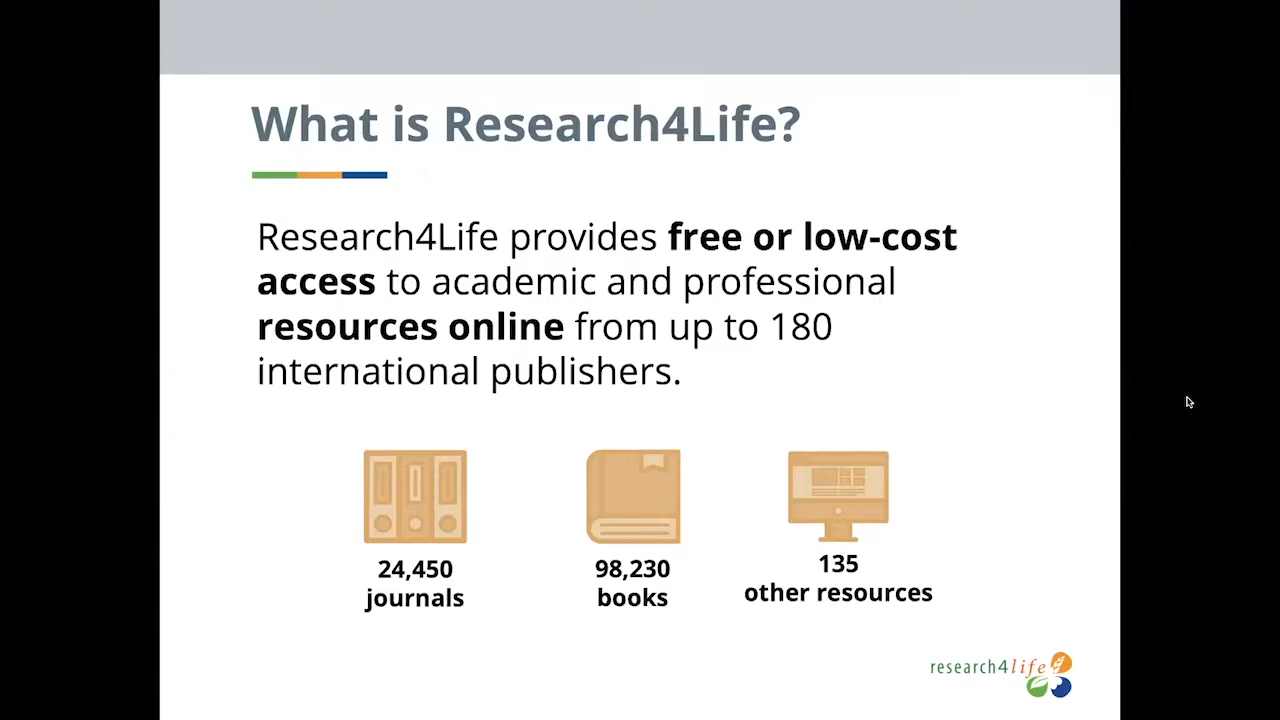 What is Research4Life?
Research4Life provides free or low-cost
access to academic and professional
resources online from up to 180
international publishers.
24,450
journals
98,230
books
135
other resources
research4life